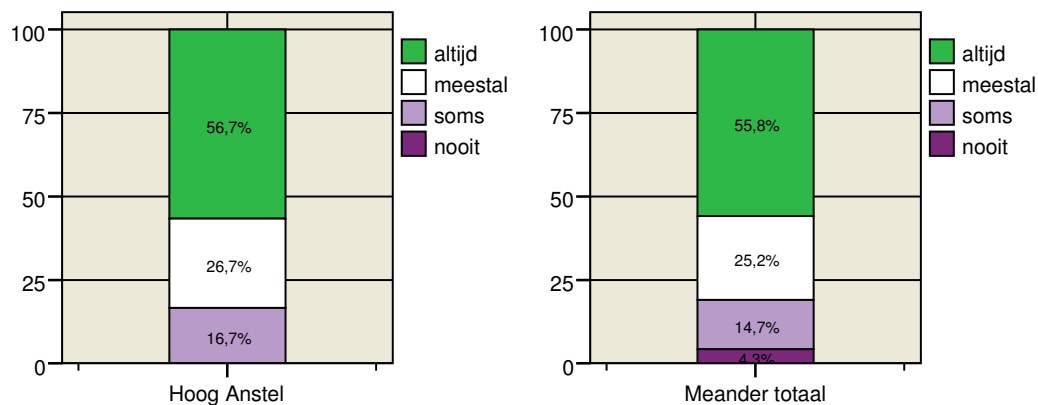 100
75
50
25
0
56,7%
26,7%
16,7%
Hoog Anstel
altijd
meestal
soms
nooit
100
75
50
25
0
55,8%
25,2%
14,7%
4,3%
Meander totaal
altijd
meestal
soms
nooit